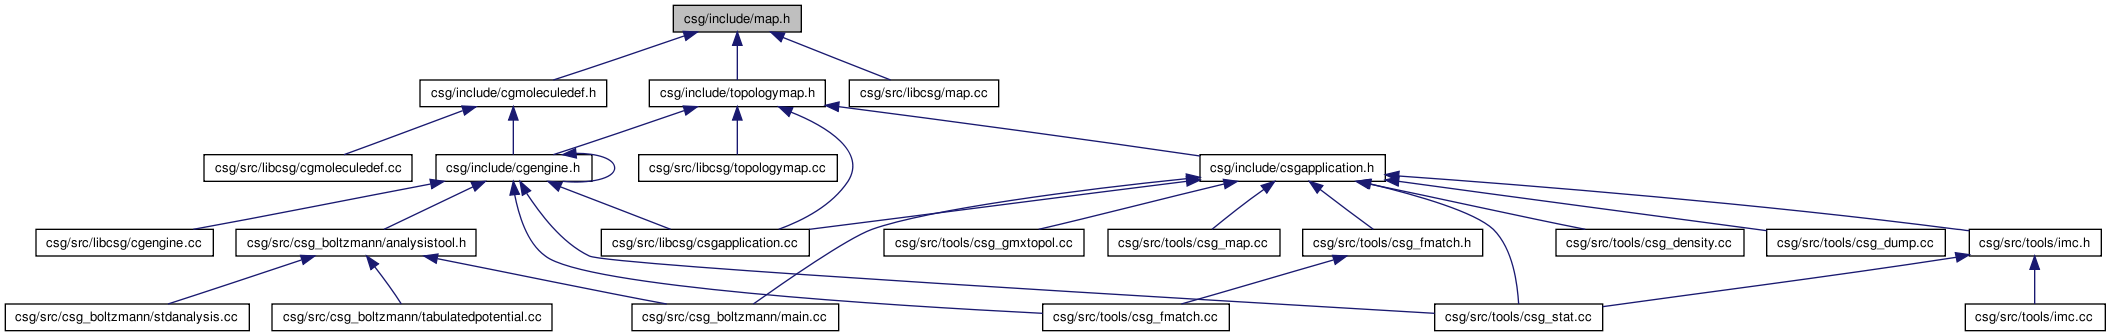 csg/include/map.h
csg/include/cgmoleculedef.h
csg/include/topologymap.h
csg/src/libcsg/map.cc
csg/src/libcsg/cgmoleculedef.cc
csg/include/cgengine.h
csg/src/libcsg/topologymap.cc
csg/include/csgapplication.h
csg/src/libcsg/cgengine.cc
csg/src/csg_boltzmann/analysistool.h
csg/src/libcsg/csgapplication.cc
csg/src/tools/csg_gmxtopol.cc
csg/src/tools/csg_map.cc
csg/src/tools/csg_fmatch.h
csg/src/tools/csg_density.cc
csg/src/tools/csg_dump.cc
csg/src/tools/imc.h
csg/src/csg_boltzmann/stdanalysis.cc
csg/src/csg_boltzmann/tabulatedpotential.cc
csg/src/csg_boltzmann/main.cc
csg/src/tools/csg_fmatch.cc
csg/src/tools/csg_stat.cc
csg/src/tools/imc.cc